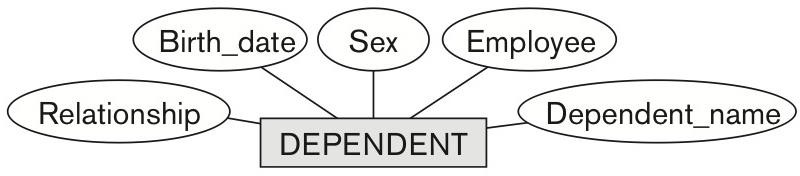 Birth_date
Sex
Employee
Relationship
Dependent_name
DEPENDENT